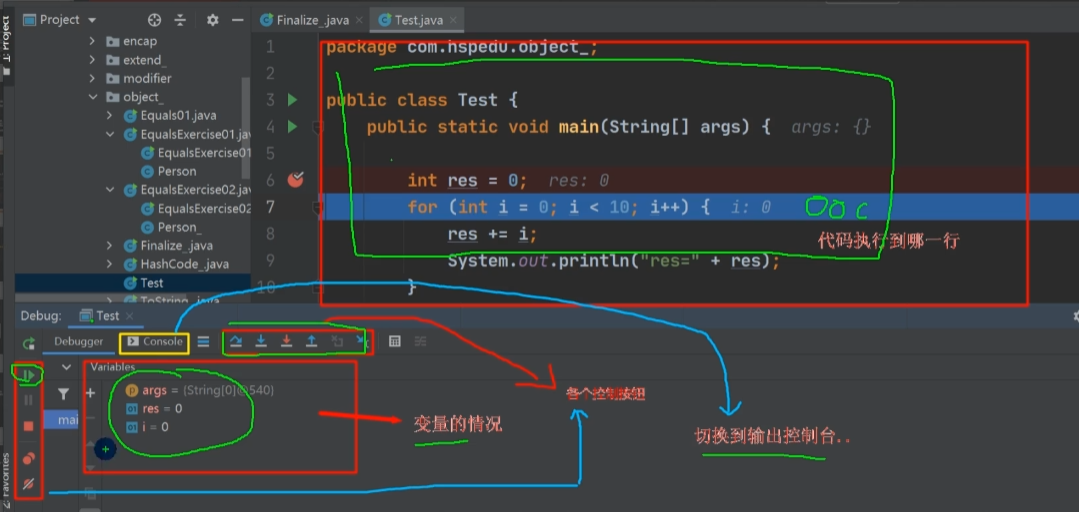 Project
Finalize_.java
Test.java
1: Project
encap
extend_
modifier
object_
Equals01.java
EqualsExercise01.jav
EqualsExercise01
Person
EqualsExercise02.jav
EqualsExercise02
Person_
Finalize_.java
HashCode_.java
Test
ToString_.java
1 package com.hspedu.object_;
2
3 public class Test {
4 public static void main(String[] args) { args: {}
5
6 int res = 0; res: 0
7 for (int i = 0; i < 10; i++) { i: 0
8 res += i;
代码执行到哪一行
9 System.out.println("res=" + res);
10 }
Debug:
Test
Debugger
Console
Variables
args = {String[0]@540}
res = 0
i = 0
mai
各个控制按钮
变量的情况
切换到输出控制台..
2: Favorites